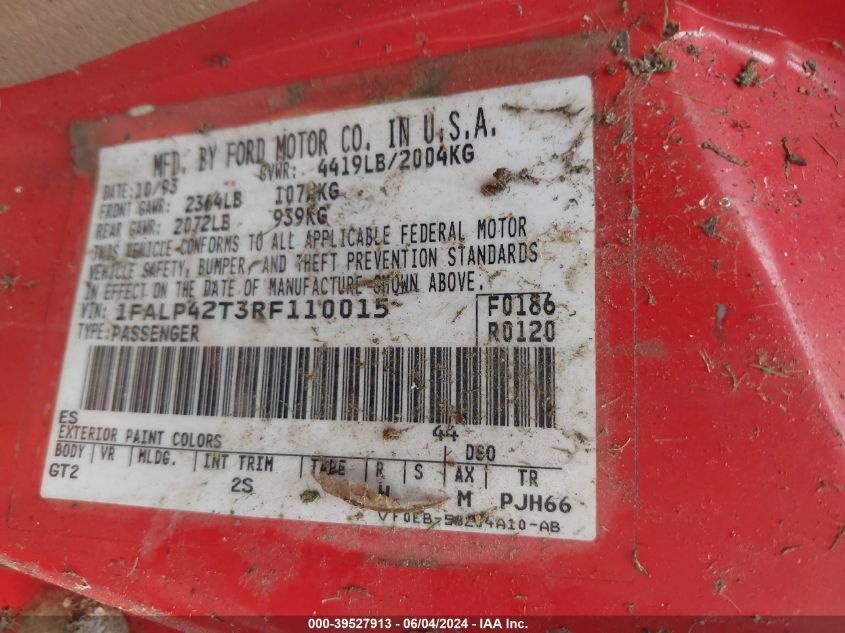 MFD. BY FORD MOTOR CO. IN U.S.A.
DATE: 10/93 GVWR: 4419LB/2004KG
FRONT GAWR: 2364LB
REAR GAWR: 2072LB 939KG
THIS VEHICLE CONFORMS TO ALL APPLICABLE FEDERAL MOTOR
VEHICLE SAFETY, BUMPER, AND THEFT PREVENTION STANDARDS
IN EFFECT ON THE DATE OF MANUFACTURE SHOWN ABOVE.
VIN: 1FALP42T3RF110015 F0186
TYPE: PASSENGER R0120
ES 44
EXTERIOR PAINT COLORS DSO
BODY VR MLDG. INT TRIM TAPE R S AX TR
GT2 2S M PJH66
000-39527913 - 06/04/2024 - IAA Inc.